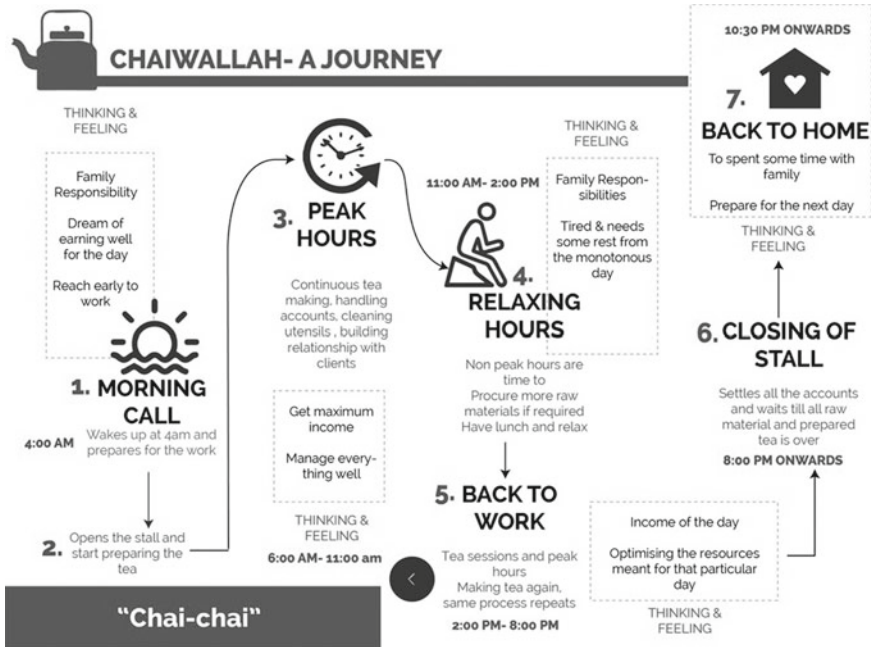 CHAIWALLAH- A JOURNEY
THINKING &
FEELING
Family
Responsibility
Dream of
earning well
for the day
Reach early to
work
1. MORNING
CALL
4:00 AM
Wakes up at 4am and
prepares for the work
2. Opens the stall and
start preparing the
tea
3. PEAK
HOURS
Continuous tea
making, handling
accounts, cleaning
utensils , building
relationship with
clients
Get maximum
income
Manage every-
thing well
THINKING &
FEELING
6:00 AM- 11:00 am
THINKING &
FEELING
11:00 AM- 2:00 PM
Family Respon-
sibilities
Tired & needs
some rest from
the monotonous
day
4. RELAXING
HOURS
Non peak hours are
time to
Procure more raw
materials if required
Have lunch and relax
5. BACK TO
WORK
Tea sessions and peak
hours
Making tea again,
same process repeats
2:00 PM- 8:00 PM
Income of the day
Optimising the resources
meant for that particular
day
THINKING &
FEELING
6. CLOSING OF
STALL
Settles all the accounts
and waits till all raw
material and prepared
tea is over
8:00 PM ONWARDS
10:30 PM ONWARDS
7. BACK TO HOME
To spent some time with
family
Prepare for the next day
THINKING &
FEELING
"Chai-chai"